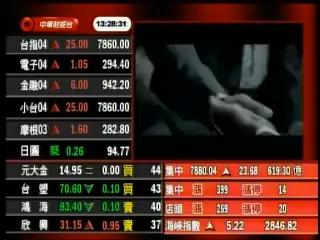 中華財經台 13:28:31
台指04 ▲ 25.00 7860.00
電子04 ▲ 1.05 294.40
金融04 ▲ 6.00 942.20
小台04 ▲ 25.00 7860.00
摩根03 ▲ 1.60 282.80
日圓 貶 0.26 94.77
元大金 14.95 = 0.00 賣 44
台塑 70.60 ▽ 0.10 買 43
鴻海 83.40 ▽ 0.10 賣 40
欣興 31.15 ▲ 0.95 賣 37
集中 7880.04 ▲ 23.68 619.30 億
集中 漲 399 漲停 14
店頭 漲 269 漲停 20
海峽指數 ▲ 5.22 2846.82